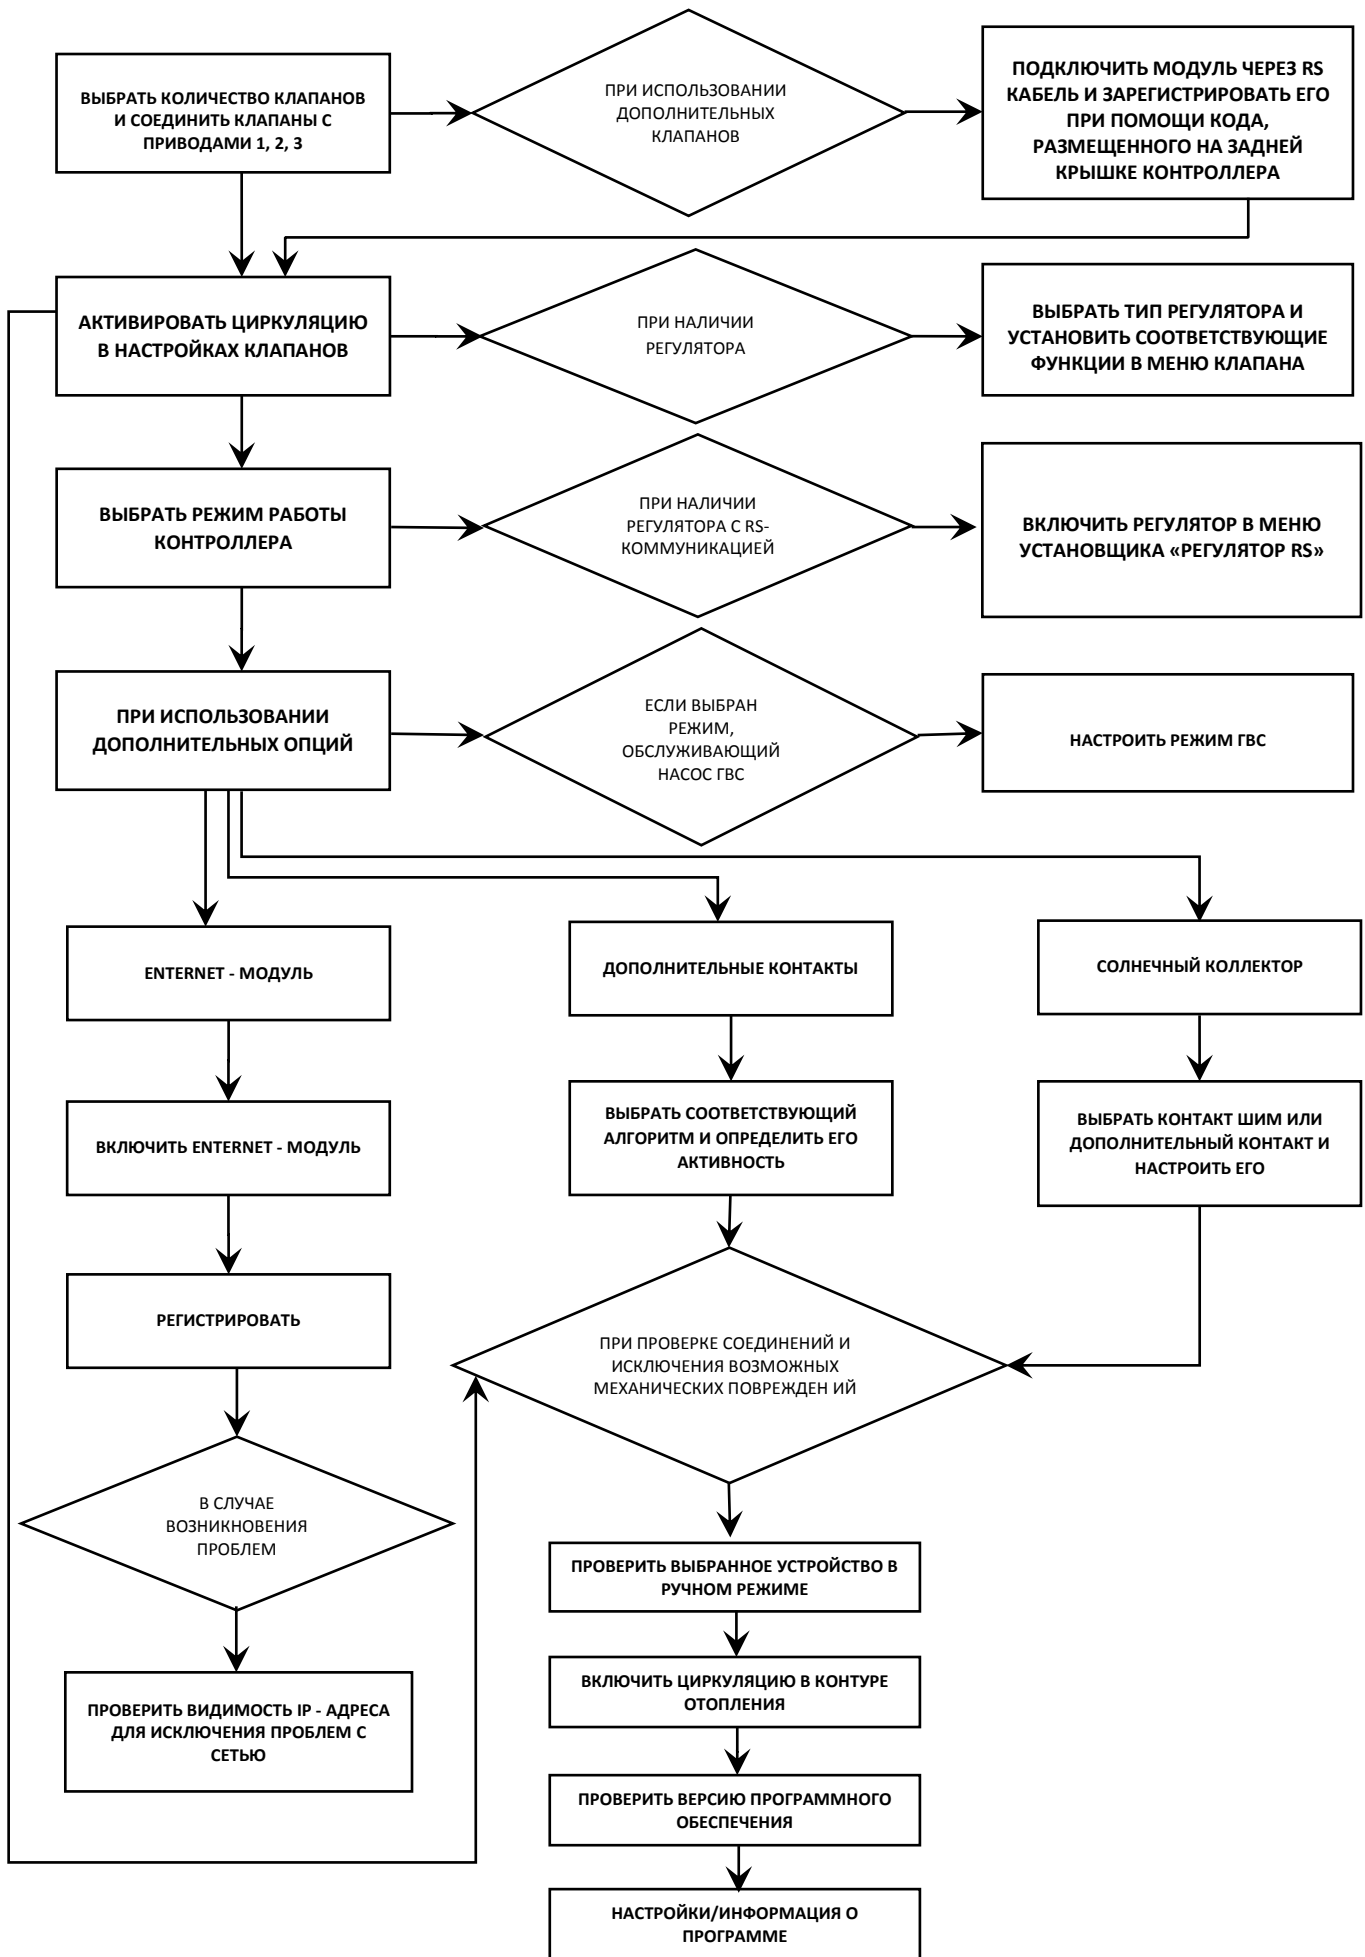 ВЫБРАТЬ КОЛИЧЕСТВО КЛАПАНОВ
И СОЕДИНИТЬ КЛАПАНЫ С
ПРИВОДАМИ 1, 2, 3
ПРИ ИСПОЛЬЗОВАНИИ
ДОПОЛНИТЕЛЬНЫХ
КЛАПАНОВ
ПОДКЛЮЧИТЬ МОДУЛЬ ЧЕРЕЗ RS
КАБЕЛЬ И ЗАРЕГИСТРИРОВАТЬ ЕГО
ПРИ ПОМОЩИ КОДА,
РАЗМЕЩЕННОГО НА ЗАДНЕЙ
КРЫШКЕ КОНТРОЛЛЕРА
АКТИВИРОВАТЬ ЦИРКУЛЯЦИЮ
В НАСТРОЙКАХ КЛАПАНОВ
ПРИ НАЛИЧИИ
РЕГУЛЯТОРА
ВЫБРАТЬ ТИП РЕГУЛЯТОРА И
УСТАНОВИТЬ СООТВЕТСТВУЮЩИЕ
ФУНКЦИИ В МЕНЮ КЛАПАНА
ВЫБРАТЬ РЕЖИМ РАБОТЫ
КОНТРОЛЛЕРА
ПРИ НАЛИЧИИ
РЕГУЛЯТОРА С RS-
КОММУНИКАЦИЕЙ
ВКЛЮЧИТЬ РЕГУЛЯТОР В МЕНЮ
УСТАНОВЩИКА «РЕГУЛЯТОР RS»
ПРИ ИСПОЛЬЗОВАНИИ
ДОПОЛНИТЕЛЬНЫХ ОПЦИЙ
ЕСЛИ ВЫБРАН
РЕЖИМ,
ОБСЛУЖИВАЮЩИЙ
НАСОС ГВС
НАСТРОИТЬ РЕЖИМ ГВС
ENTERNET - МОДУЛЬ
ДОПОЛНИТЕЛЬНЫЕ КОНТАКТЫ
СОЛНЕЧНЫЙ КОЛЛЕКТОР
ВКЛЮЧИТЬ ENTERNET - МОДУЛЬ
ВЫБРАТЬ СООТВЕТСТВУЮЩИЙ
АЛГОРИТМ И ОПРЕДЕЛИТЬ ЕГО
АКТИВНОСТЬ
ВЫБРАТЬ КОНТАКТ ШИМ ИЛИ
ДОПОЛНИТЕЛЬНЫЙ КОНТАКТ И
НАСТРОИТЬ ЕГО
РЕГИСТРИРОВАТЬ
ПРИ ПРОВЕРКЕ СОЕДИНЕНИЙ И
ИСКЛЮЧЕНИЯ ВОЗМОЖНЫХ
МЕХАНИЧЕСКИХ ПОВРЕЖДЕН ИЙ
В СЛУЧАЕ
ВОЗНИКНОВЕНИЯ
ПРОБЛЕМ
ПРОВЕРИТЬ ВИДИМОСТЬ IP - АДРЕСА
ДЛЯ ИСКЛЮЧЕНИЯ ПРОБЛЕМ С
СЕТЬЮ
ПРОВЕРИТЬ ВЫБРАННОЕ УСТРОЙСТВО В
РУЧНОМ РЕЖИМЕ
ВКЛЮЧИТЬ ЦИРКУЛЯЦИЮ В КОНТУРЕ
ОТОПЛЕНИЯ
ПРОВЕРИТЬ ВЕРСИЮ ПРОГРАММНОГО
ОБЕСПЕЧЕНИЯ
НАСТРОЙКИ/ИНФОРМАЦИЯ О
ПРОГРАММЕ